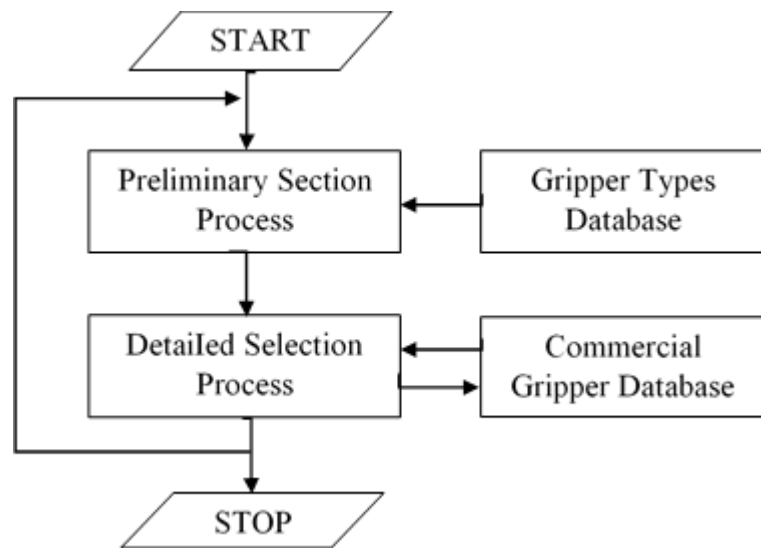 START
Preliminary Section
Process
Gripper Types
Database
Detailed Selection
Process
Commercial
Gripper Database
STOP